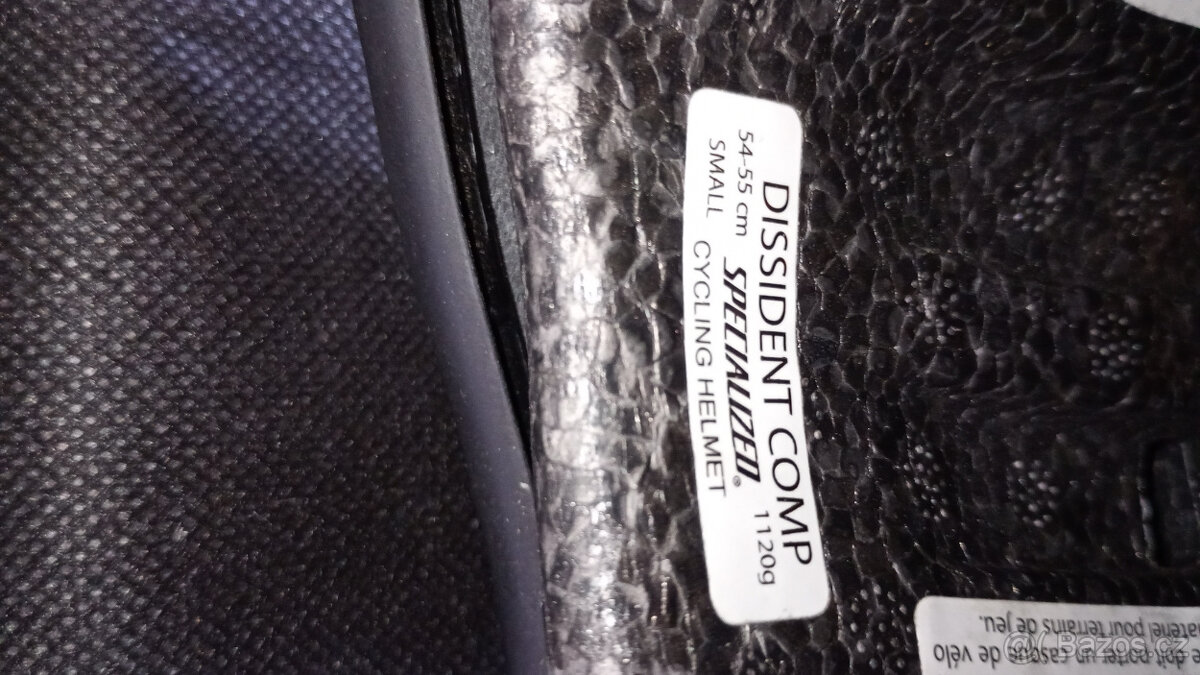 DISSIDENT COMP
54-55 cm SPECIALIZED® 1120g
SMALL CYCLING HELMET
doit porter un casque de vélo
pour terrains de jeu.
Bazos.cz